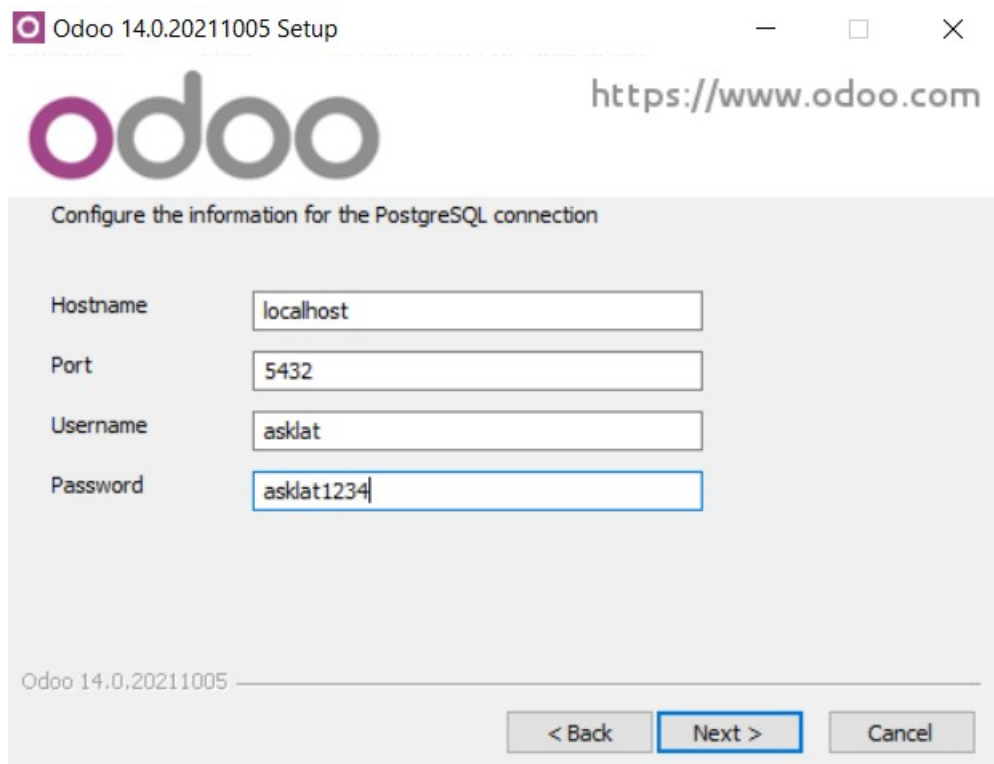 Odoo 14.0.20211005 Setup
odoo
https://www.odoo.com
Configure the information for the PostgreSQL connection
Hostname
localhost
Port
5432
Username
asklat
Password
asklat1234
Odoo 14.0.20211005
< Back
Next >
Cancel